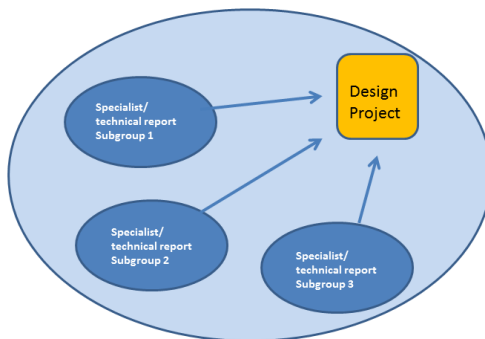 Specialist/
technical report
Subgroup 1
Design
Project
Specialist/
technical report
Subgroup 2
Specialist/
technical report
Subgroup 3